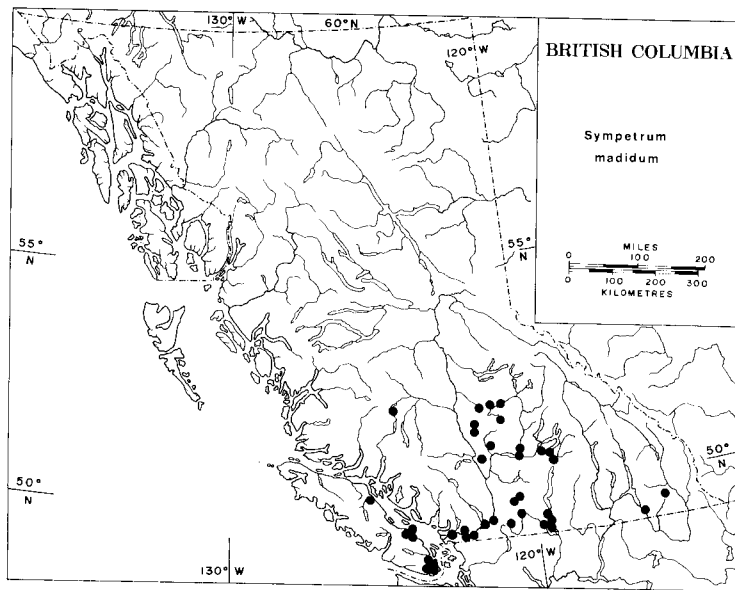 130° W
60° N
120° W
BRITISH COLUMBIA
Sympetrum
madidum
55°
N
55°
N
MILES
0 100 200
0 100 200 300
KILOMETRES
50°
N
50°
N
130° W
120° W